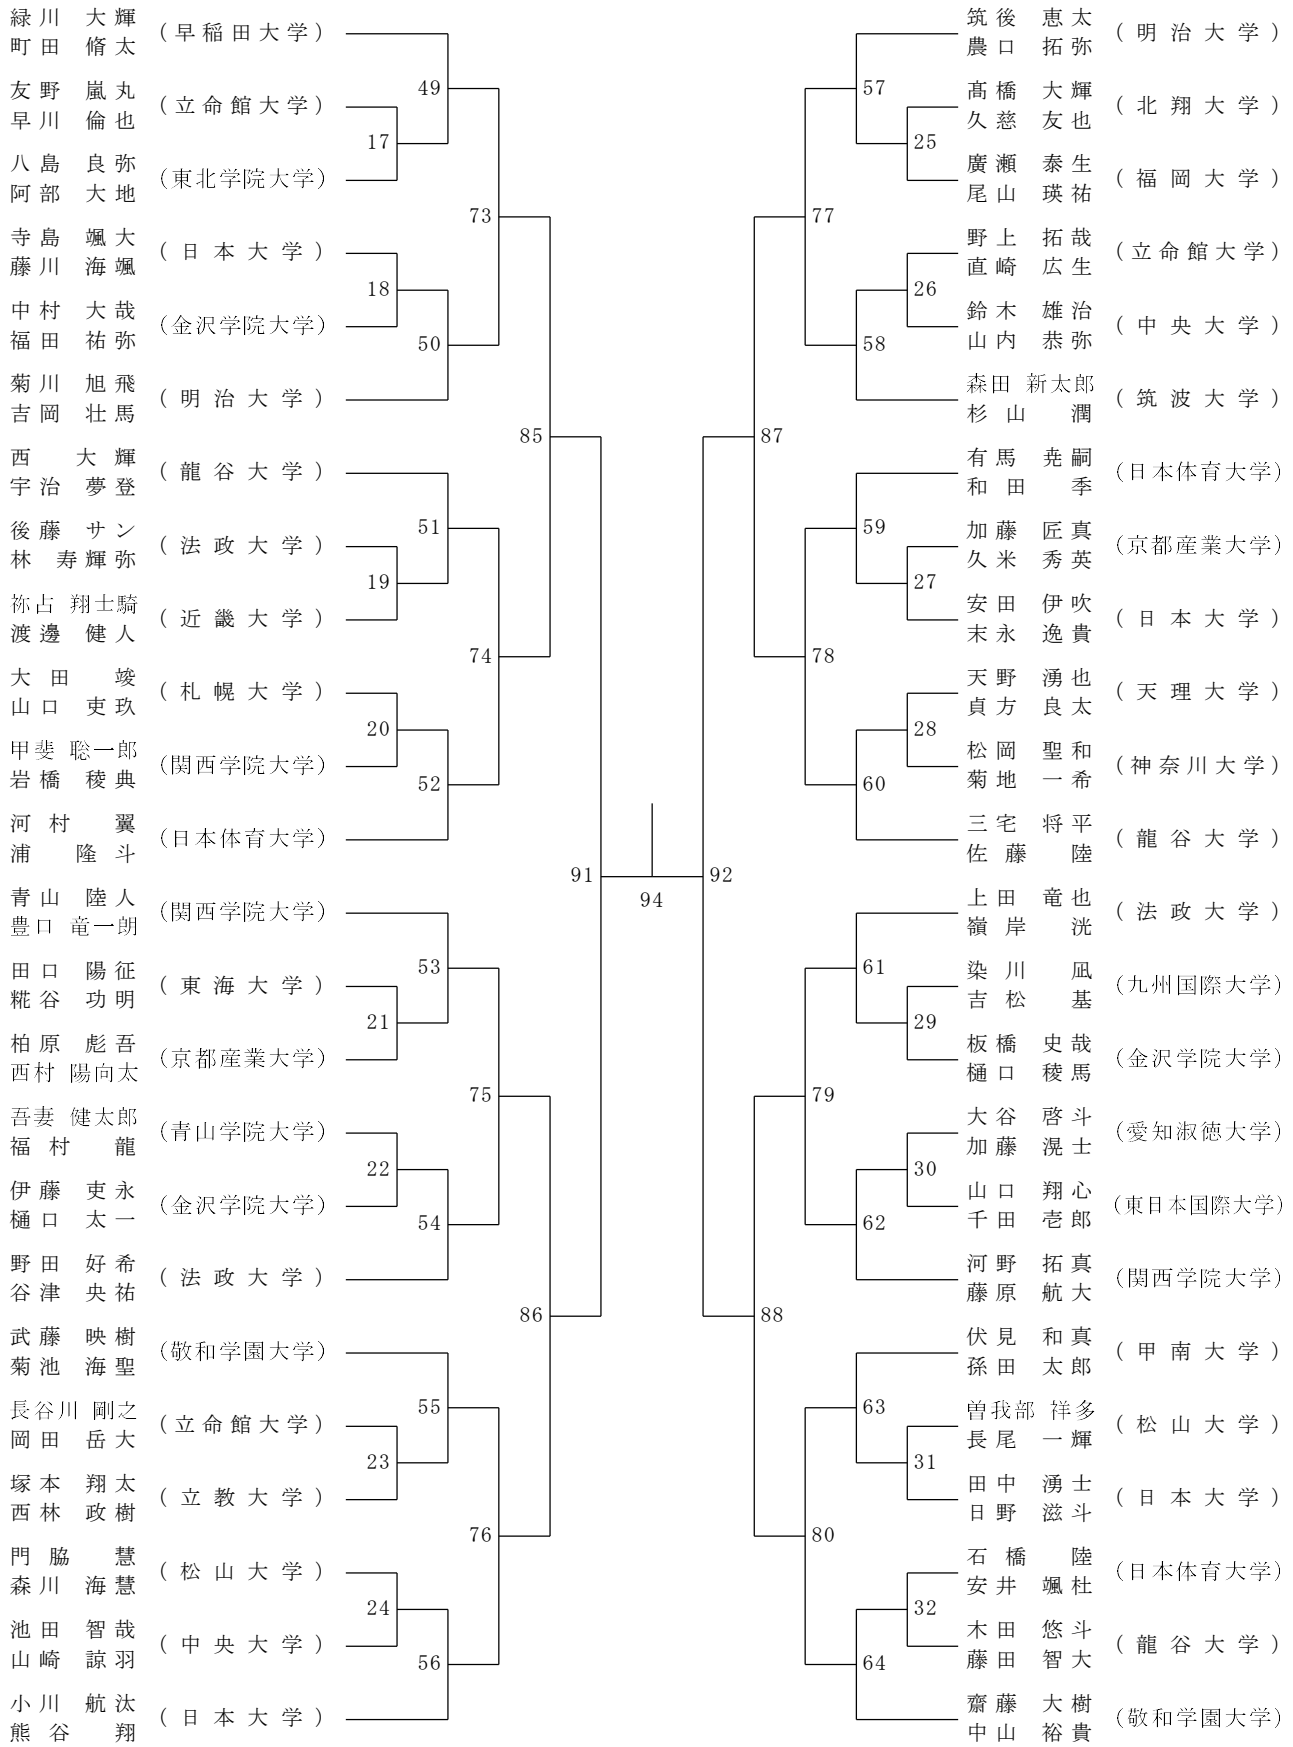 緑川 大輝
町田 脩太
(早稲田大学)
友野 嵐丸
早川 倫也
(立命館大学)
八島 良弥
阿部 大地
(東北学院大学)
寺島 颯大
藤川 海颯
(日本大学)
中村 大哉
福田 祐弥
(金沢学院大学)
菊川 旭飛
吉岡 壮馬
(明治大学)
西 大輝
宇治 夢登
(龍谷大学)
後藤 サン
林 寿輝弥
(法政大学)
祢占 翔士騎
渡邊 健人
(近畿大学)
大田 竣
山口 吏玖
(札幌大学)
甲斐 聡一郎
岩橋 稜典
(関西学院大学)
河村 翼
浦 隆斗
(日本体育大学)
青山 陸人
豊口 竜一朗
(関西学院大学)
田口 陽征
糀谷 功明
(東海大学)
柏原 彪吾
西村 陽向太
(京都産業大学)
吾妻 健太郎
福村 龍
(青山学院大学)
伊藤 吏永
樋口 太一
(金沢学院大学)
野田 好希
谷津 央祐
(法政大学)
武藤 映樹
菊池 海聖
(敬和学園大学)
長谷川 剛之
岡田 岳大
(立命館大学)
塚本 翔太
西林 政樹
(立教大学)
門脇 慧
森川 海慧
(松山大学)
池田 智哉
山崎 諒羽
(中央大学)
小川 航汰
熊谷 翔
(日本大学)
17
18
19
20
21
22
23
24
49
50
51
52
53
54
55
56
73
74
75
76
85
86
91
94
92
87
88
77
78
79
80
57
58
59
60
61
62
63
64
25
26
27
28
29
30
31
32
筑後 恵太
農口 拓弥
(明治大学)
髙橋 大輝
久慈 友也
(北翔大学)
廣瀬 泰生
尾山 瑛祐
(福岡大学)
野上 拓哉
直崎 広生
(立命館大学)
鈴木 雄治
山内 恭弥
(中央大学)
森田 新太郎
杉山 潤
(筑波大学)
有馬 尭嗣
和田 季
(日本体育大学)
加藤 匠真
久米 秀英
(京都産業大学)
安田 伊吹
末永 逸貴
(日本大学)
天野 湧也
貞方 良太
(天理大学)
松岡 聖和
菊地 一希
(神奈川大学)
三宅 将平
佐藤 陸
(龍谷大学)
上田 竜也
嶺岸 洸
(法政大学)
染川 凪
吉松 基
(九州国際大学)
板橋 史哉
樋口 稜馬
(金沢学院大学)
大谷 啓斗
加藤 滉士
(愛知淑徳大学)
山口 翔心
千田 壱郎
(東日本国際大学)
河野 拓真
藤原 航大
(関西学院大学)
伏見 和真
孫田 太郎
(甲南大学)
曽我部 祥多
長尾 一輝
(松山大学)
田中 湧士
日野 滋斗
(日本大学)
石橋 陸
安井 颯杜
(日本体育大学)
木田 悠斗
藤田 智大
(龍谷大学)
齋藤 大樹
中山 裕貴
(敬和学園大学)